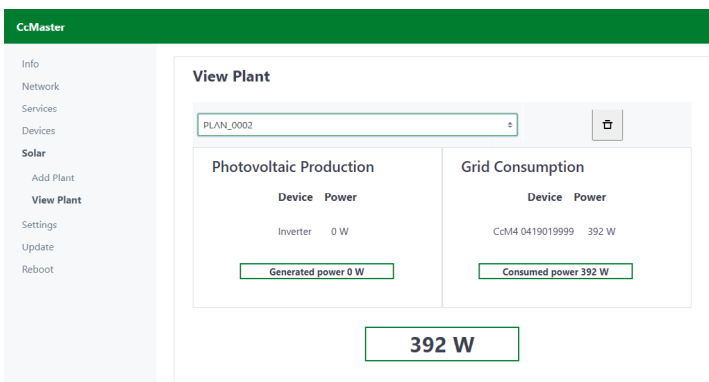 CcMaster
Info
Network
Services
Devices
Solar
Add Plant
View Plant
Settings
Update
Reboot
View Plant
PLAN_0002
Photovoltaic Production
Device Power
Inverter 0 W
Generated power 0 W
Grid Consumption
Device Power
CcM4 0419019999 392 W
Consumed power 392 W
392 W